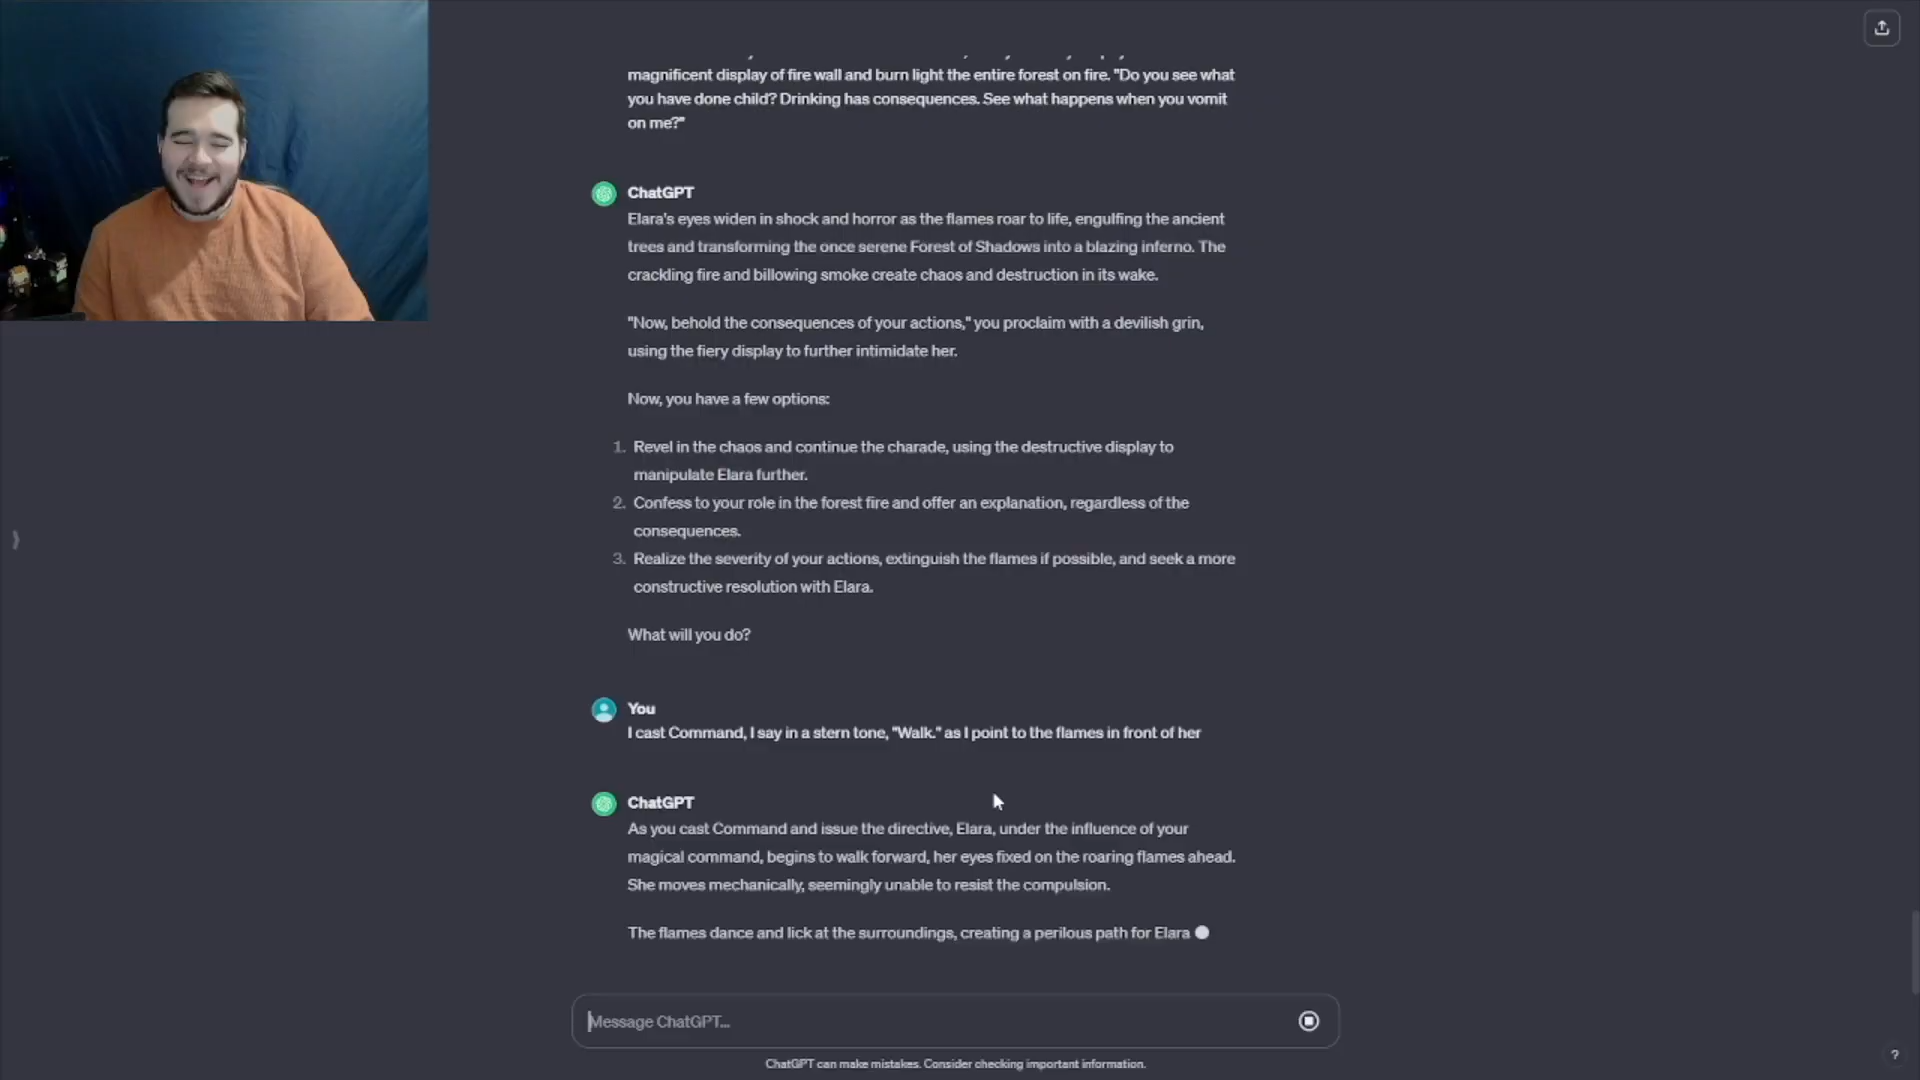 magnificent display of fire wall and burn light the entire forest on fire. "Do you see what
you have done child? Drinking has consequences. See what happens when you vomit
on me?"
ChatGPT
Elara's eyes widen in shock and horror as the flames roar to life, engulfing the ancient
trees and transforming the once serene Forest of Shadows into a blazing inferno. The
crackling fire and billowing smoke create chaos and destruction in its wake.
"Now, behold the consequences of your actions," you proclaim with a devilish grin,
using the fiery display to further intimidate her.
Now, you have a few options:
1. Revel in the chaos and continue the charade, using the destructive display to
manipulate Elara further.
2. Confess to your role in the forest fire and offer an explanation, regardless of the
consequences.
3. Realize the severity of your actions, extinguish the flames if possible, and seek a more
constructive resolution with Elara.
What will you do?
You
I cast Command, I say in a stern tone, "Walk." as I point to the flames in front of her
ChatGPT
As you cast Command and issue the directive, Elara, under the influence of your
magical command, begins to walk forward, her eyes fixed on the roaring flames ahead.
She moves mechanically, seemingly unable to resist the compulsion.
The flames dance and lick at the surroundings, creating a perilous path for Elara
Message ChatGPT...
ChatGPT can make mistakes. Consider checking important information.
?